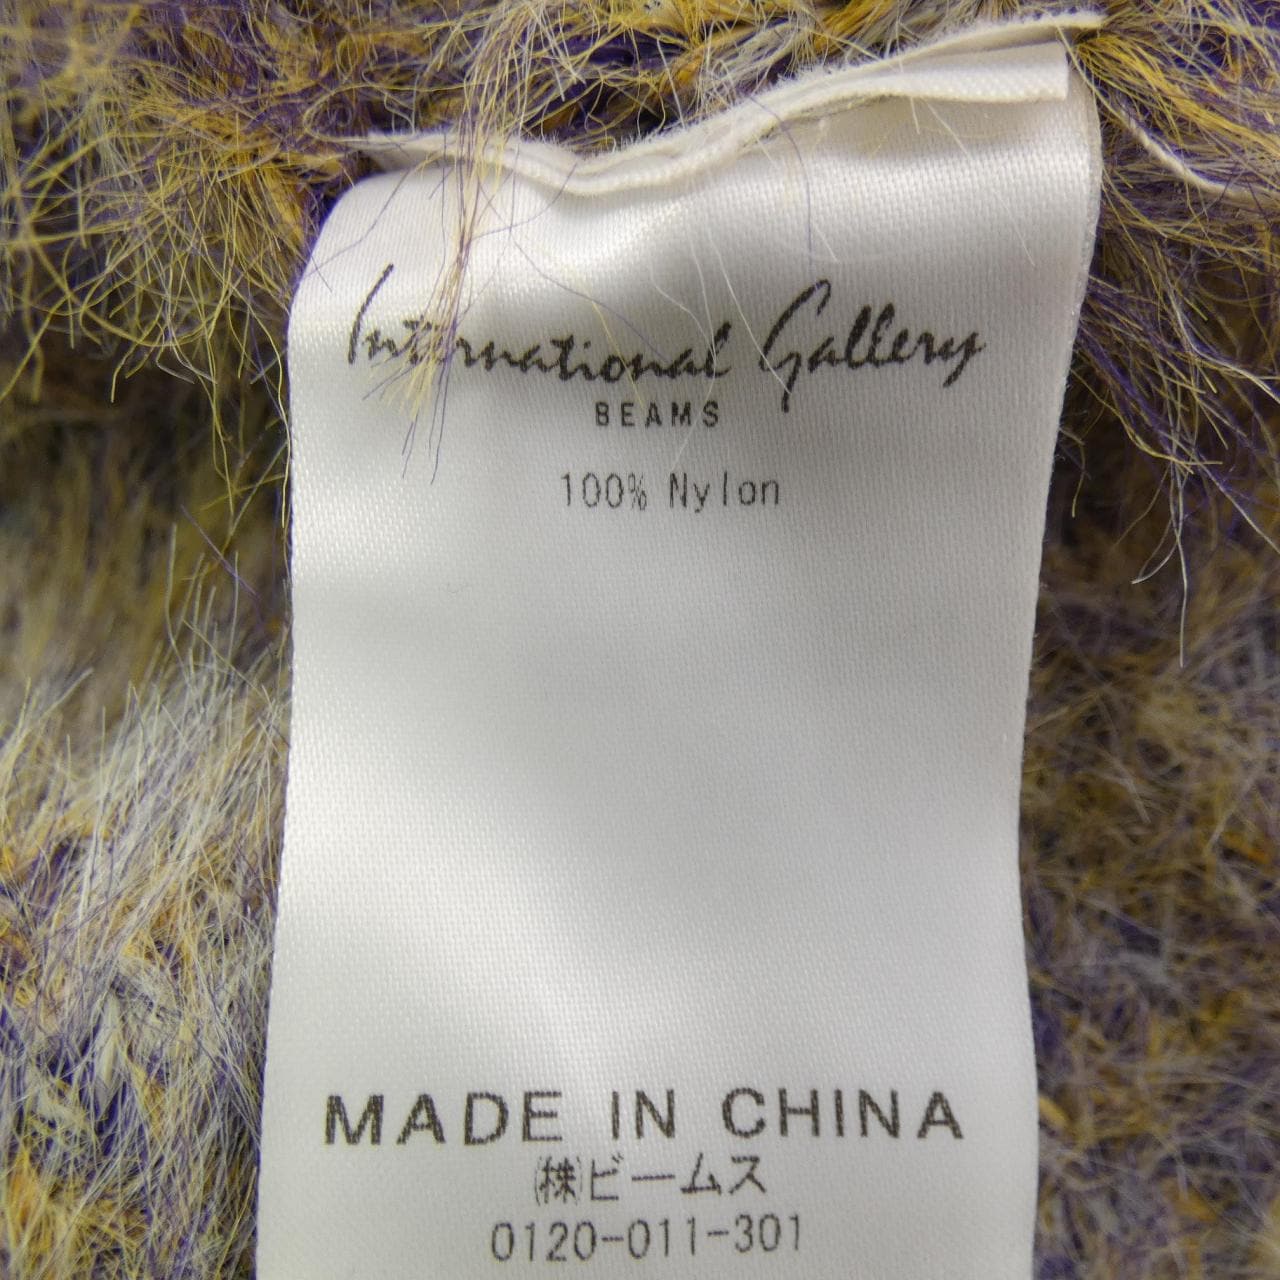 International Gallery
BEAMS
100% Nylon
MADE IN CHINA
㈱ビームス
0120-011-301